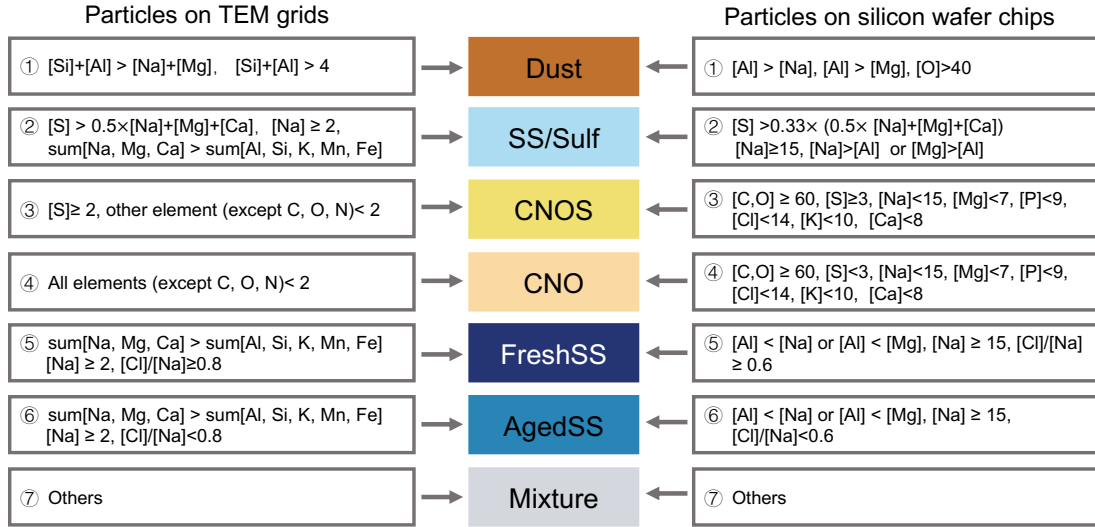 Particles on TEM grids
Particles on silicon wafer chips
① [Si]+[Al] > [Na]+[Mg], [Si]+[Al] > 4
Dust
① [Al] > [Na], [Al] > [Mg], [O]>40
② [S] > 0.5×[Na]+[Mg]+[Ca], [Na] ≥ 2,
sum[Na, Mg, Ca] > sum[Al, Si, K, Mn, Fe]
SS/Sulf
② [S] >0.33× (0.5× [Na]+[Mg]+[Ca])
[Na]≥15, [Na]>[Al] or [Mg]>[Al]
③ [S]≥ 2, other element (except C, O, N)< 2
CNOS
③ [C,O] ≥ 60, [S]≥3, [Na]<15, [Mg]<7, [P]<9,
[Cl]<14, [K]<10, [Ca]<8
④ All elements (except C, O, N)< 2
CNO
④ [C,O] ≥ 60, [S]<3, [Na]<15, [Mg]<7, [P]<9,
[Cl]<14, [K]<10, [Ca]<8
⑤ sum[Na, Mg, Ca] > sum[Al, Si, K, Mn, Fe]
[Na] ≥ 2, [Cl]/[Na]≥0.8
FreshSS
⑤ [Al] < [Na] or [Al] < [Mg], [Na] ≥ 15, [Cl]/[Na]
≥ 0.6
⑥ sum[Na, Mg, Ca] > sum[Al, Si, K, Mn, Fe]
[Na] ≥ 2, [Cl]/[Na]<0.8
AgedSS
⑥ [Al] < [Na] or [Al] < [Mg], [Na] ≥ 15,
[Cl]/[Na]<0.6
⑦ Others
Mixture
⑦ Others